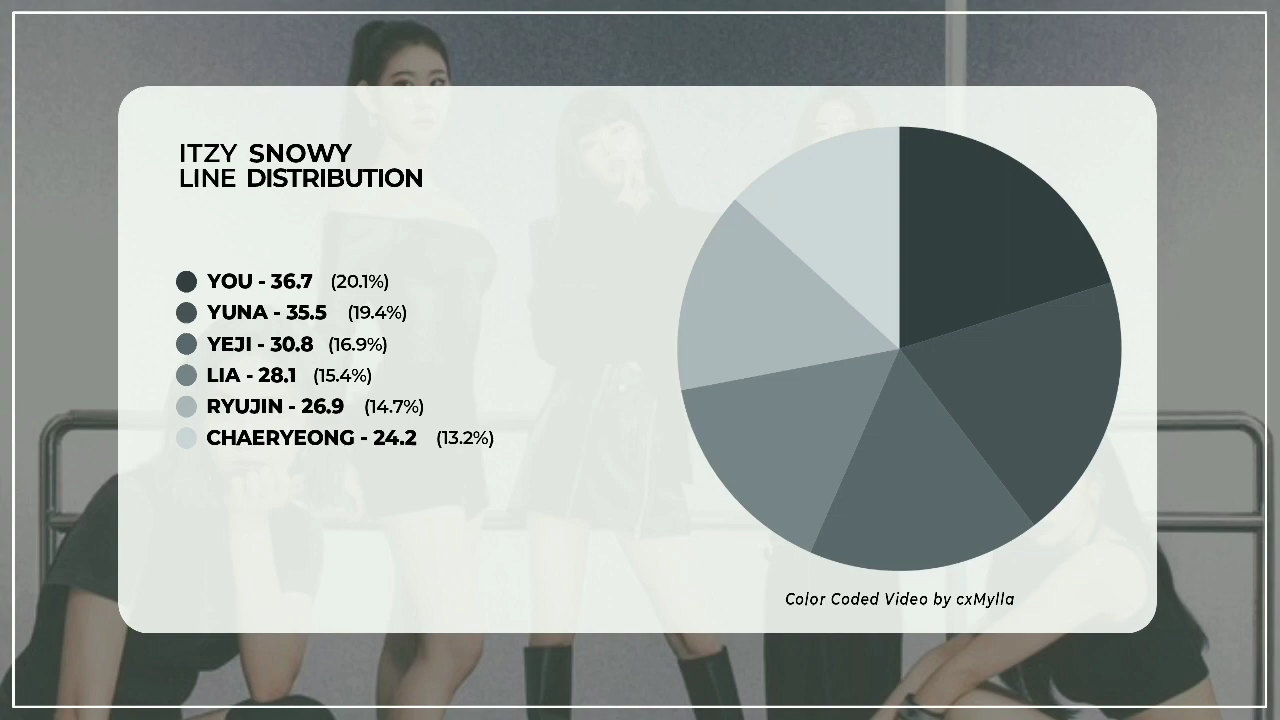 ITZY SNOWY
LINE DISTRIBUTION
YOU - 36.7 (20.1%)
YUNA - 35.5 (19.4%)
YEJI - 30.8 (16.9%)
LIA - 28.1 (15.4%)
RYUJIN - 26.9 (14.7%)
CHAERYEONG - 24.2 (13.2%)
Color Coded Video by cxMylla